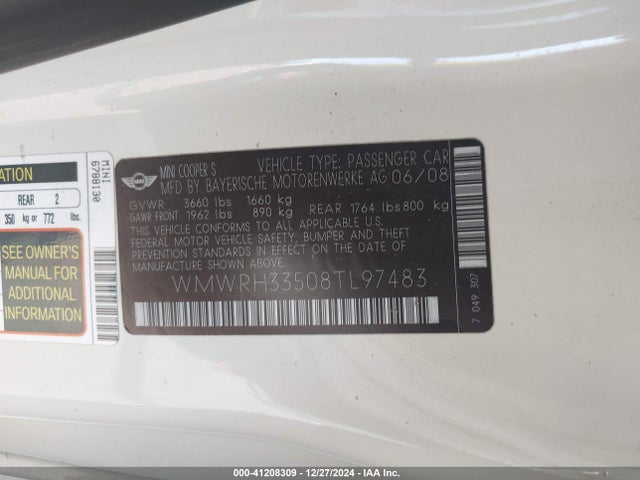 ATION
REAR 2
350 kg or 772 lbs.
SEE OWNER'S
MANUAL FOR
ADDITIONAL
INFORMATION
MINI
6788130
MINI
MINI COOPER S VEHICLE TYPE: PASSENGER CAR
MFD BY BAYERISCHE MOTORENWERKE AG 06/08
GVWR 3660 lbs 1660 kg
GAWR FRONT 1962 lbs 890 kg REAR 1764 lbs 800 kg
THIS VEHICLE CONFORMS TO ALL APPLICABLE U.S.
FEDERAL MOTOR VEHICLE SAFETY, BUMPER AND THEFT
PREVENTION STANDARDS IN EFFECT ON THE DATE
OF MANUFACTURE SHOWN ABOVE.
WMWRH33508TL97483
7 049 307
000-41208309 - 12/27/2024 - IAA Inc.